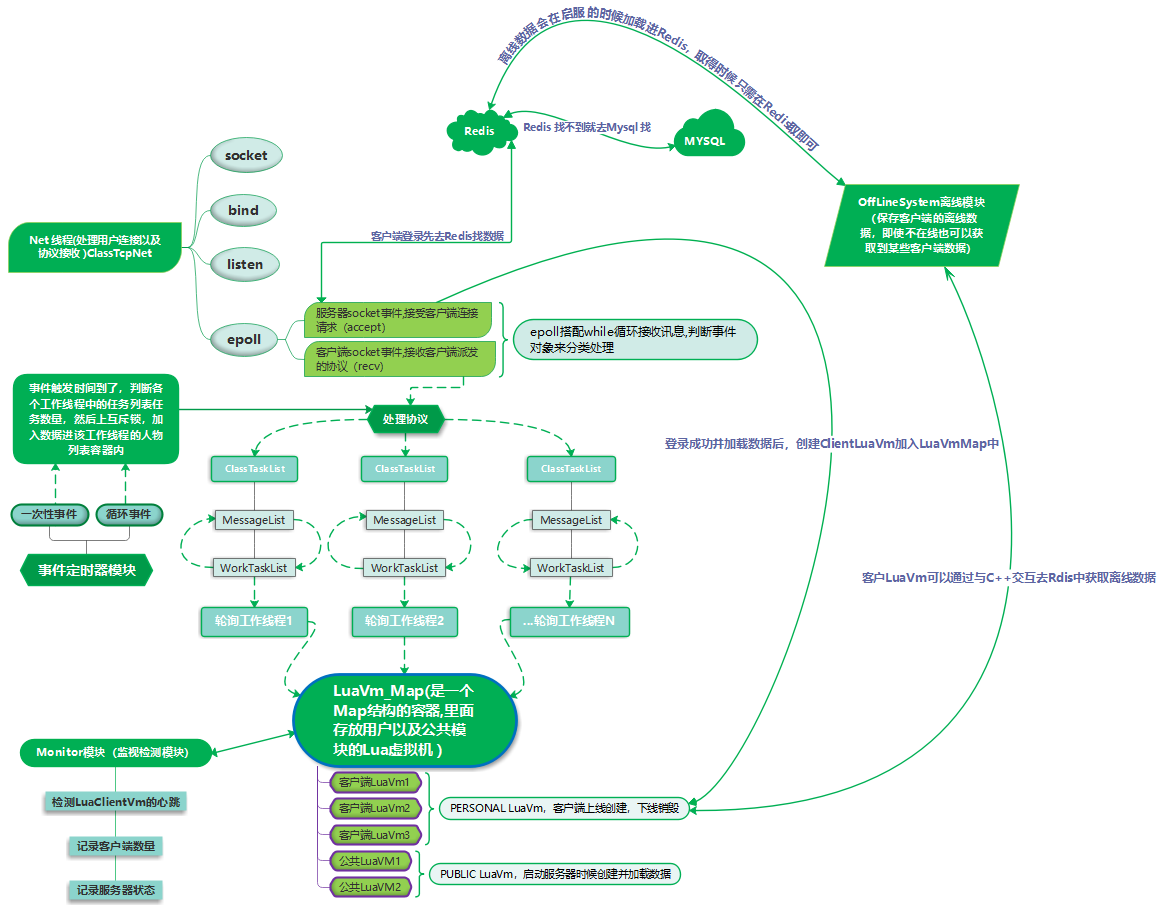 离线数据会在启服的时候加载进Redis，取得时候只需在Redis取即可
Redis
Redis 找不到就去Mysql 找
MYSQL
socket
bind
listen
epoll
Net 线程(处理用户连接以及
协议接收 )ClassTcpNet
OffLineSystem离线模块
（保存客户端的离线数
据，即使不在线也可以获
取到某些客户端数据）
客户端登录先去Redis找数据
服务器socket事件,接受客户端连接
请求（accept）
客户端socket事件,接收客户端派发
的协议（recv）
epoll搭配while循环接收讯息,判断事件
对象来分类处理
事件触发时间到了，判断各
个工作线程中的任务列表任
务数量，然后上互斥锁，加
入数据进该工作线程的人物
列表容器内
处理协议
登录成功并加载数据后，创建ClientLuaVm加入LuaVmMap中
ClassTaskList
ClassTaskList
ClassTaskList
一次性事件
循环事件
MessageList
MessageList
MessageList
事件定时器模块
WorkTaskList
WorkTaskList
WorkTaskList
客户LuaVm可以通过与C++交互去Rdis中获取离线数据
轮询工作线程1
轮询工作线程2
...轮询工作线程N
LuaVm_Map(是一个
Map结构的容器,里面
存放用户以及公共模
块的Lua虚拟机 )
Monitor模块（监视检测模块）
检测LuaClientVm的心跳
记录客户端数量
记录服务器状态
客户端LuaVm1
客户端LuaVm2
客户端LuaVm3
PERSONAL LuaVm，客户端上线创建，下线销毁
公共LuaVM1
公共LuaVM2
PUBLIC LuaVm，启动服务器时候创建并加载数据